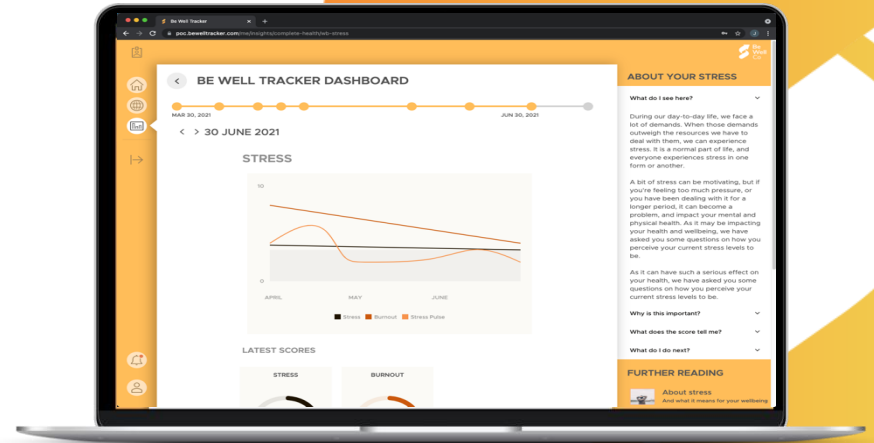 Be Well Tracker
poc.bewelltracker.com/me/insights/complete-health/wb-stress
Be
Well
Co
BE WELL TRACKER DASHBOARD
MAR 30, 2021
JUN 30, 2021
< > 30 JUNE 2021
STRESS
10
0
APRIL MAY JUNE
Stress Burnout Stress Pulse
LATEST SCORES
STRESS BURNOUT
ABOUT YOUR STRESS
What do I see here?
During our day-to-day life, we face a
lot of demands. When those demands
outweigh the resources we have to
deal with them, we can experience
stress. It is a normal part of life, and
everyone experiences stress in one
form or another.
A bit of stress can be motivating, but if
you're feeling too much pressure, or
you have been dealing with it for a
longer period, it can become a
problem, and impact your mental and
physical health. As it may be impacting
your health and wellbeing, we have
asked you some questions on how you
perceive your current stress levels to
be.
As it can have such a serious effect on
your health, we have asked you some
questions on how you perceive your
current stress levels to be.
Why is this important?
What does the score tell me?
What do I do next?
FURTHER READING
About stress
And what it means for your wellbeing